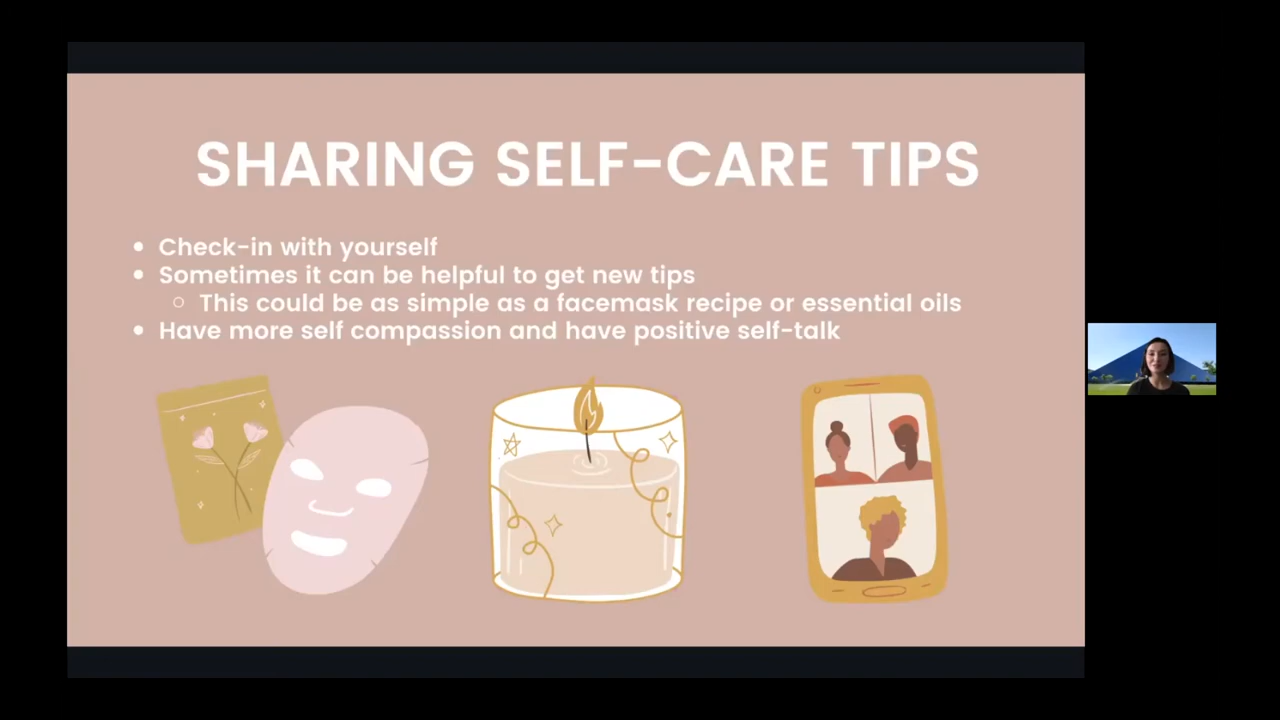 SHARING SELF-CARE TIPS
Check-in with yourself
Sometimes it can be helpful to get new tips
This could be as simple as a facemask recipe or essential oils
Have more self compassion and have positive self-talk